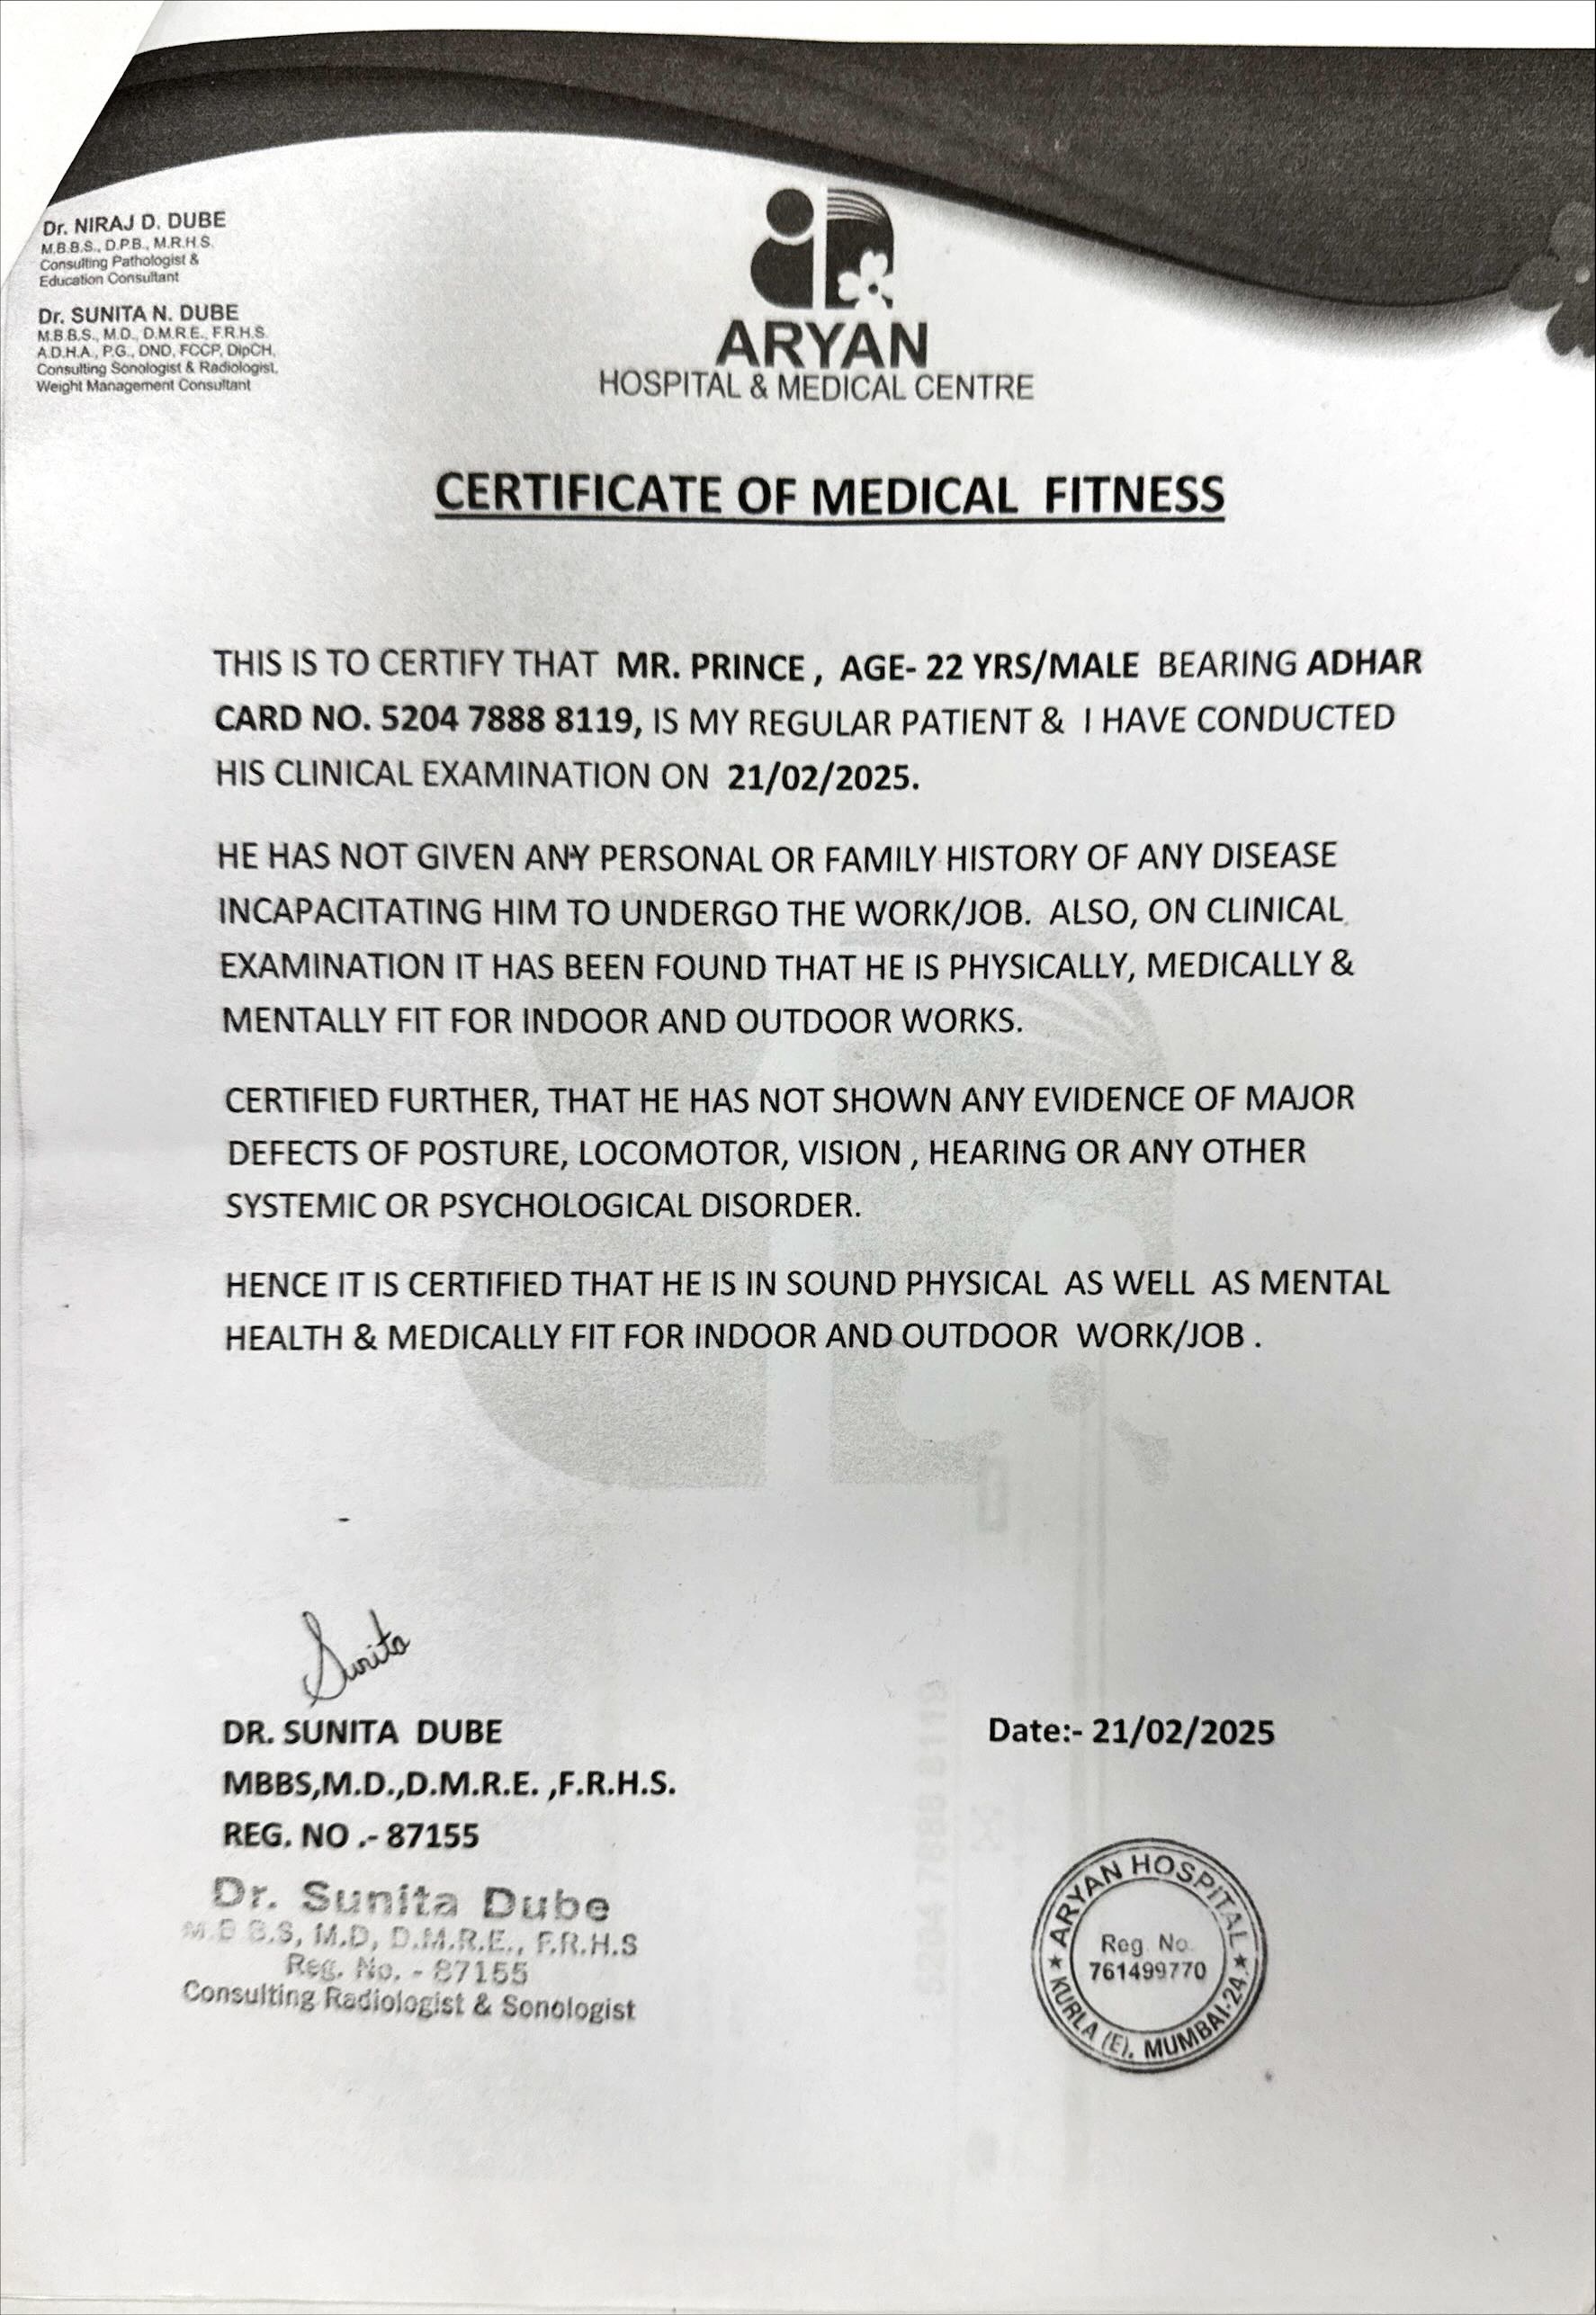 Dr. NIRAJ D. DUBE
M.B.B.S., D.P.B., M.R.H.S.
Consulting Pathologist &
Education Consultant
Dr. SUNITA N. DUBE
M.B.B.S., M.D., D.M.R.E., F.R.H.S.
A.D.H.A., P.G., DND, FCCP, DipCH,
Consulting Sonologist & Radiologist,
Weight Management Consultant
ARYAN
HOSPITAL & MEDICAL CENTRE
CERTIFICATE OF MEDICAL FITNESS
THIS IS TO CERTIFY THAT MR. PRINCE , AGE- 22 YRS/MALE BEARING ADHAR
CARD NO. 5204 7888 8119, IS MY REGULAR PATIENT & I HAVE CONDUCTED
HIS CLINICAL EXAMINATION ON 21/02/2025.
HE HAS NOT GIVEN ANY PERSONAL OR FAMILY HISTORY OF ANY DISEASE
INCAPACITATING HIM TO UNDERGO THE WORK/JOB. ALSO, ON CLINICAL
EXAMINATION IT HAS BEEN FOUND THAT HE IS PHYSICALLY, MEDICALLY &
MENTALLY FIT FOR INDOOR AND OUTDOOR WORKS.
CERTIFIED FURTHER, THAT HE HAS NOT SHOWN ANY EVIDENCE OF MAJOR
DEFECTS OF POSTURE, LOCOMOTOR, VISION , HEARING OR ANY OTHER
SYSTEMIC OR PSYCHOLOGICAL DISORDER.
HENCE IT IS CERTIFIED THAT HE IS IN SOUND PHYSICAL AS WELL AS MENTAL
HEALTH & MEDICALLY FIT FOR INDOOR AND OUTDOOR WORK/JOB .
Sunita
DR. SUNITA DUBE
MBBS,M.D.,D.M.R.E. ,F.R.H.S.
REG. NO .- 87155
Date:- 21/02/2025
Dr. Sunita Dube
M.B B.S, M.D, D.M.R.E., F.R.H.S
Reg. No. - 87155
Consulting Radiologist & Sonologist
ARYAN HOSPITAL
Reg. No.
761499770
KURLA (E), MUMBAI-24.